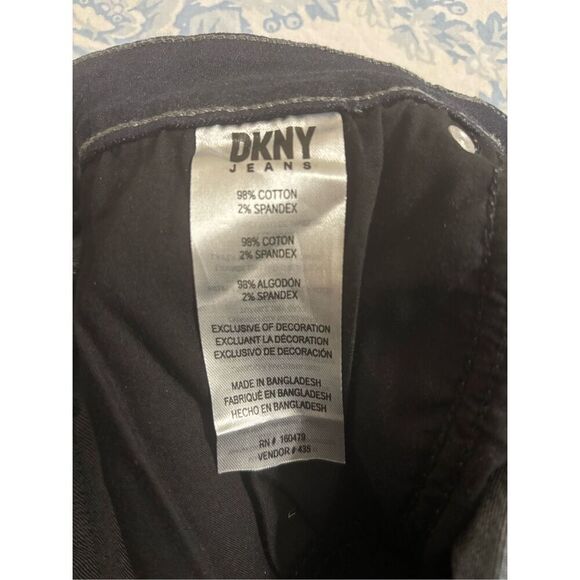 DKNY
JEANS
98% COTTON
2% SPANDEX
98% COTON
2% SPANDEX
98% ALGODÓN
2% SPANDEX
EXCLUSIVE OF DECORATION
EXCLUANT LA DÉCORATION
EXCLUSIVO DE DECORACIÓN
MADE IN BANGLADESH
FABRIQUÉ EN BANGLADESH
HECHO EN BANGLADESH
RN # 160479
VENDOR # 435